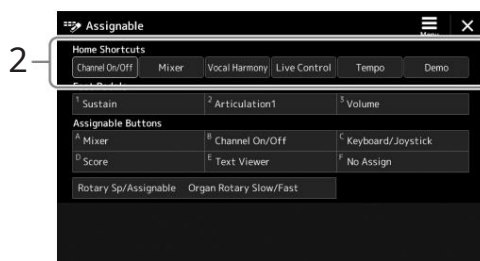 Assignable
Menu
2
Home Shortcuts
Channel On/Off Mixer Vocal Harmony Live Control Tempo Demo
Foot Pedals
1 Sustain 2 Articulation1 3 Volume
Assignable Buttons
A Mixer B Channel On/Off C Keyboard/Joystick
D Score E Text Viewer F No Assign
Rotary Sp/Assignable Organ Rotary Slow/Fast